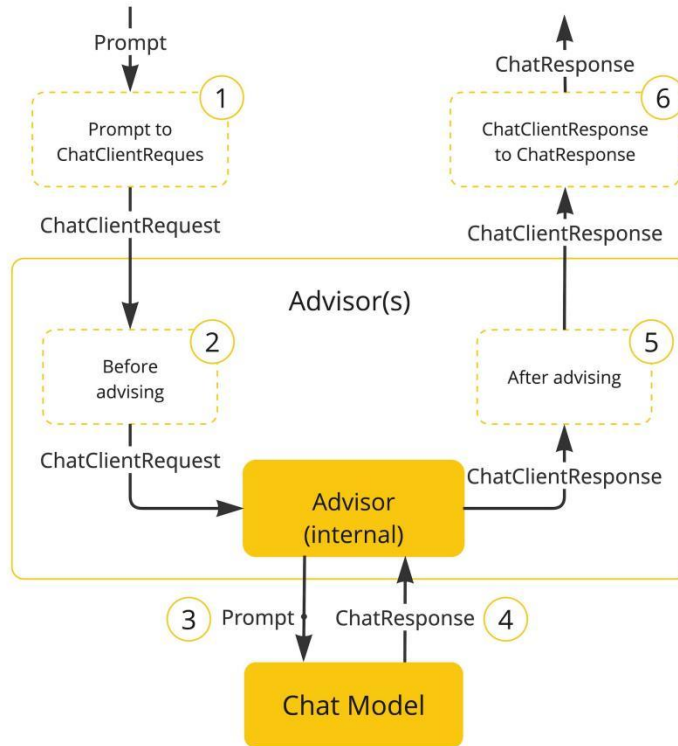 Prompt
1
Prompt to
ChatClientReques
ChatClientRequest
ChatResponse
6
ChatClientResponse
to ChatResponse
ChatClientResponse
Advisor(s)
2
Before
advising
ChatClientRequest
5
After advising
ChatClientResponse
Advisor
(internal)
3
Prompt
ChatResponse
4
Chat Model